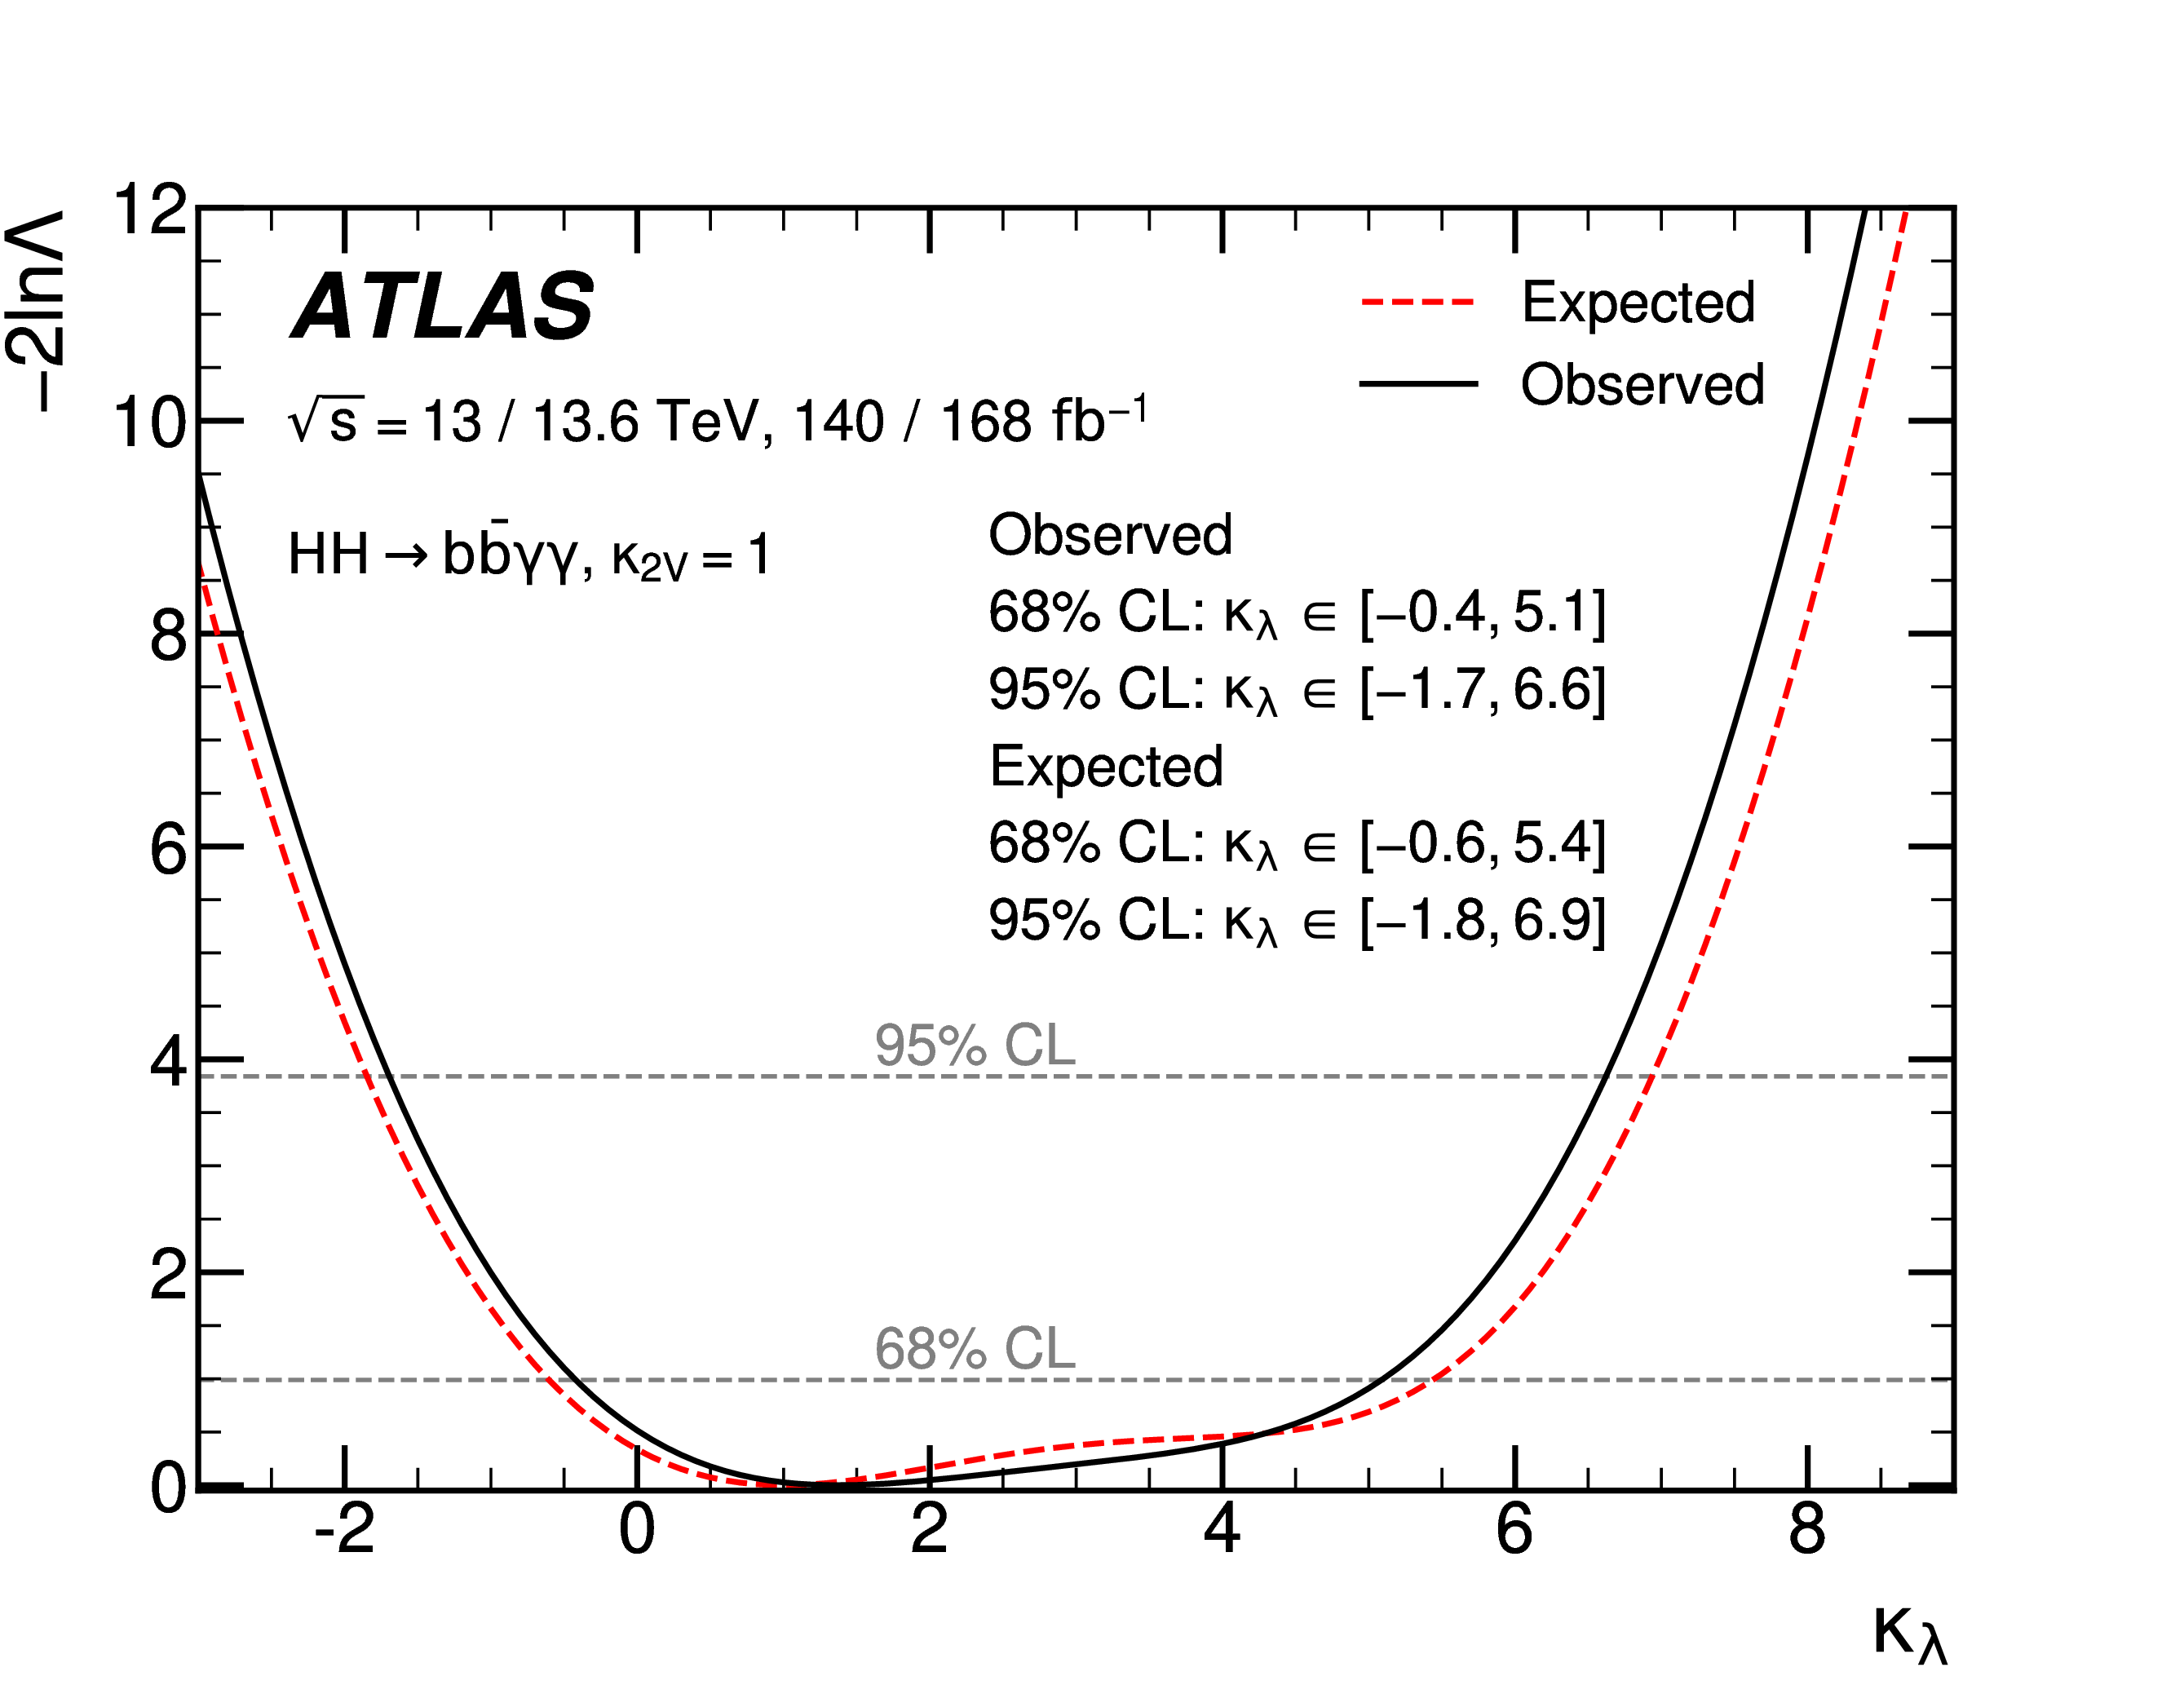 −2lnΛ
12
10
8
6
4
2
0
ATLAS
√s = 13 / 13.6 TeV, 140 / 168 fb⁻¹
HH → bb̄γγ, κ₂V = 1
Expected
Observed
Observed
68% CL: κλ ∈ [−0.4, 5.1]
95% CL: κλ ∈ [−1.7, 6.6]
Expected
68% CL: κλ ∈ [−0.6, 5.4]
95% CL: κλ ∈ [−1.8, 6.9]
95% CL
68% CL
-2 0 2 4 6 8
κλ